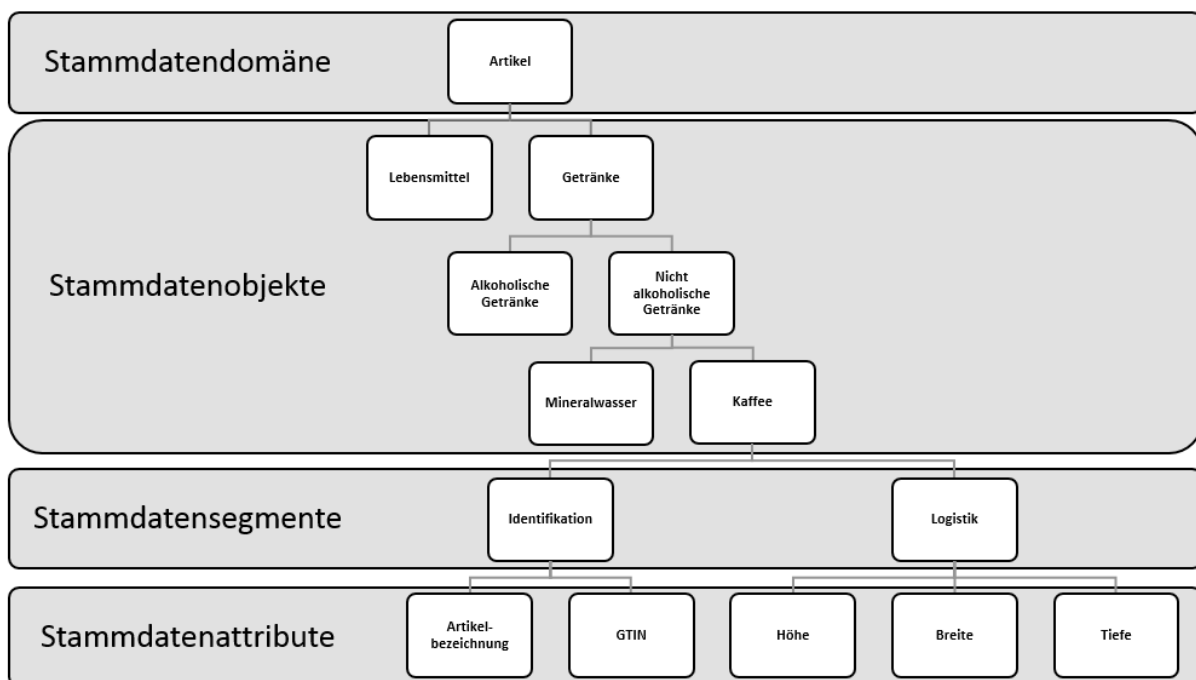 Stammdatendomäne
Artikel
Stammdatenobjekte
Lebensmittel
Getränke
Alkoholische
Getränke
Nicht
alkoholische
Getränke
Mineralwasser
Kaffee
Stammdatensegmente
Identifikation
Logistik
Stammdatenattribute
Artikel-
bezeichnung
GTIN
Höhe
Breite
Tiefe